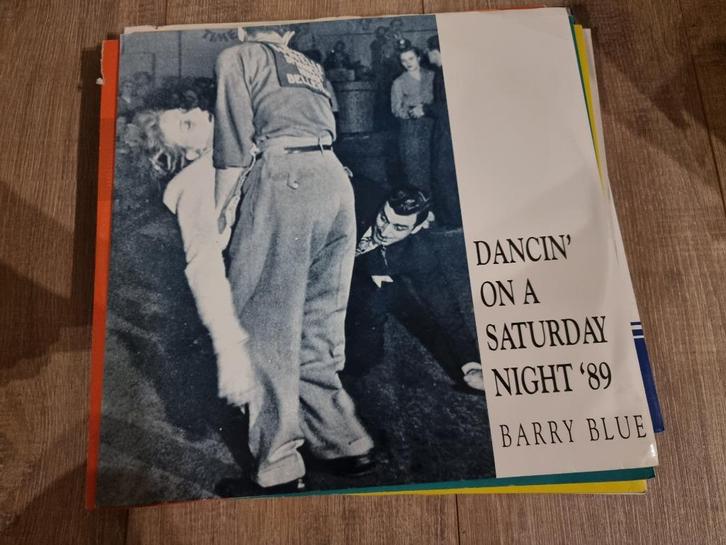 DANCIN'
ON A
SATURDAY
NIGHT '89
BARRY BLUE